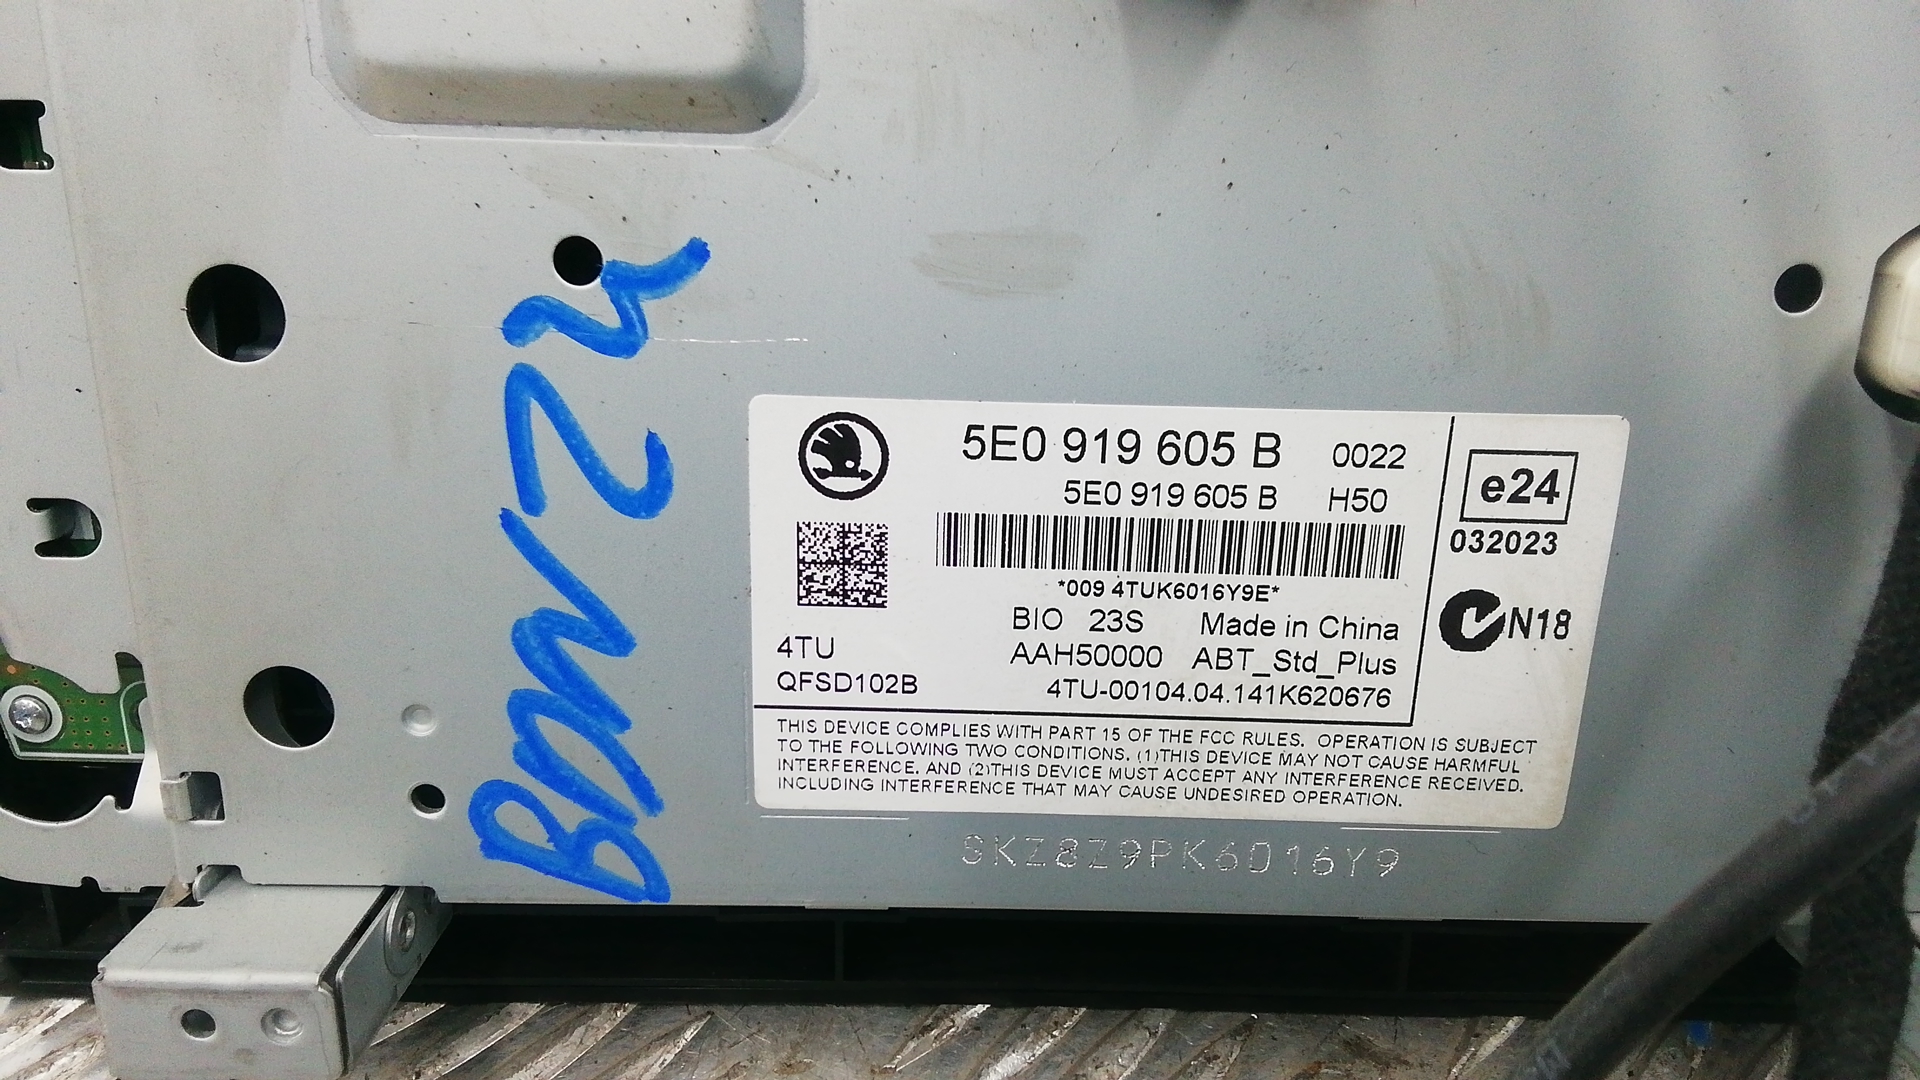 5E0 919 605 B 0022
5E0 919 605 B H50
*009 4TUK6016Y9E*
BIO 23S Made in China
AAH50000 ABT_Std_Plus
4TU-00104.04.141K620676
4TU
QFSD102B
e24
032023
N18
THIS DEVICE COMPLIES WITH PART 15 OF THE FCC RULES. OPERATION IS SUBJECT
TO THE FOLLOWING TWO CONDITIONS. (1)THIS DEVICE MAY NOT CAUSE HARMFUL
INTERFERENCE. AND (2)THIS DEVICE MUST ACCEPT ANY INTERFERENCE RECEIVED.
INCLUDING INTERFERENCE THAT MAY CAUSE UNDESIRED OPERATION.
SKZ8Z9PK6016Y9